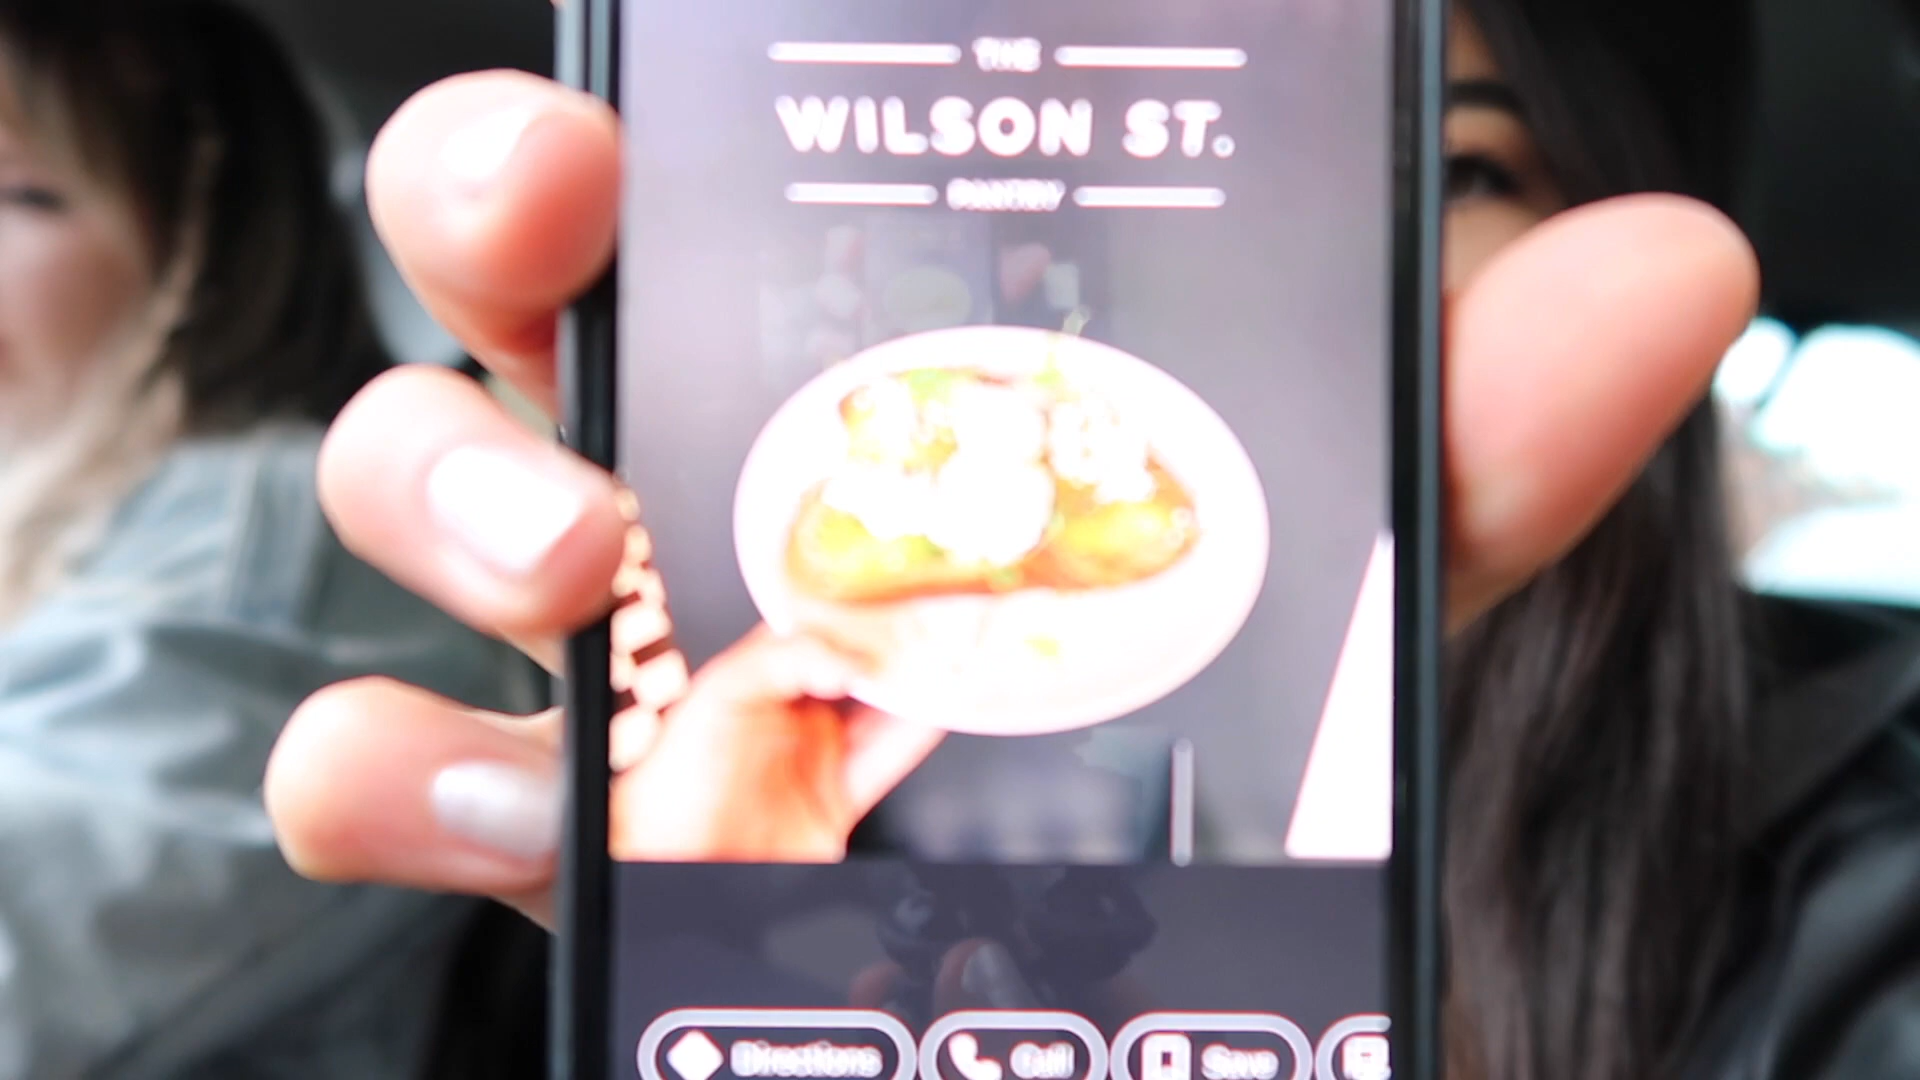 THE
WILSON ST.
PANTRY
Directions
Call
Save